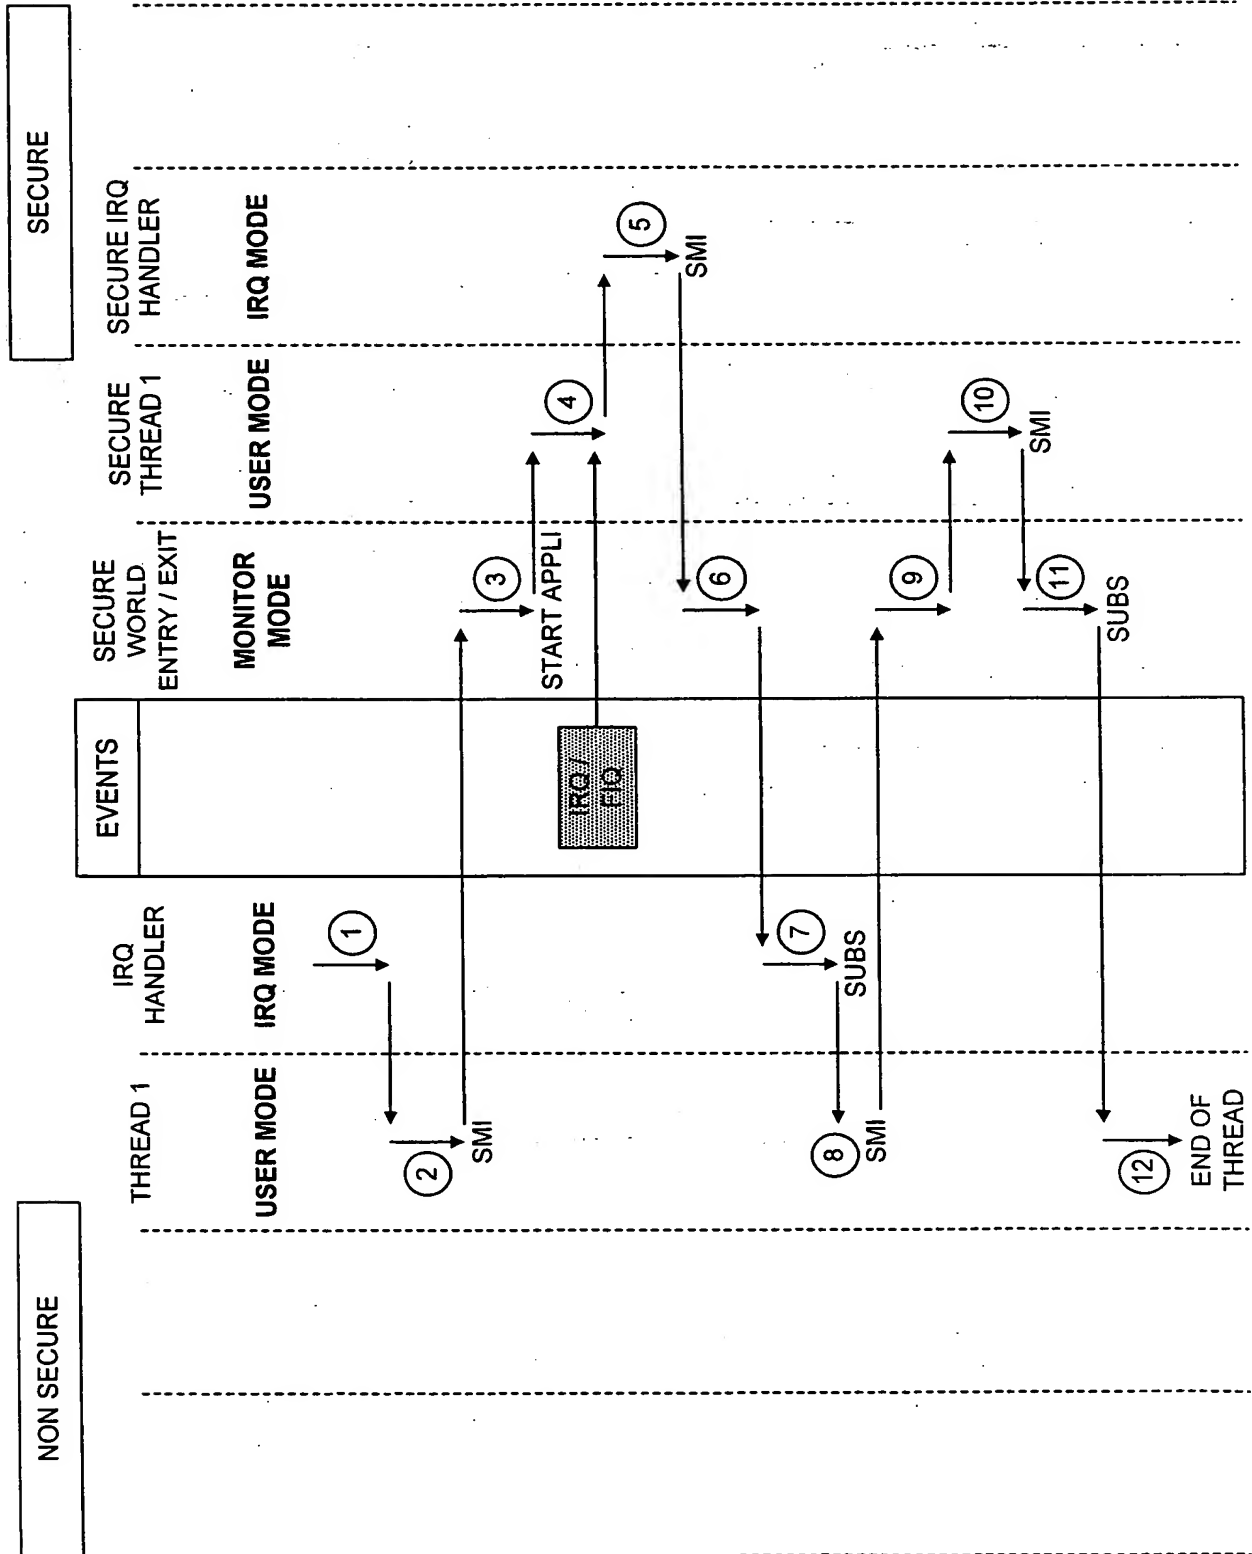 NON SECURE
SECURE
THREAD 1
IRQ
HANDLER
EVENTS
SECURE
WORLD
ENTRY / EXIT
SECURE
THREAD 1
SECURE IRQ
HANDLER
USER MODE
IRQ MODE
MONITOR
MODE
USER MODE
IRQ MODE
1
2
SMI
3
START APPLI
4
IRQ /
FIQ
5
SMI
6
7
SUBS
8
SMI
9
10
SMI
11
SUBS
12
END OF
THREAD